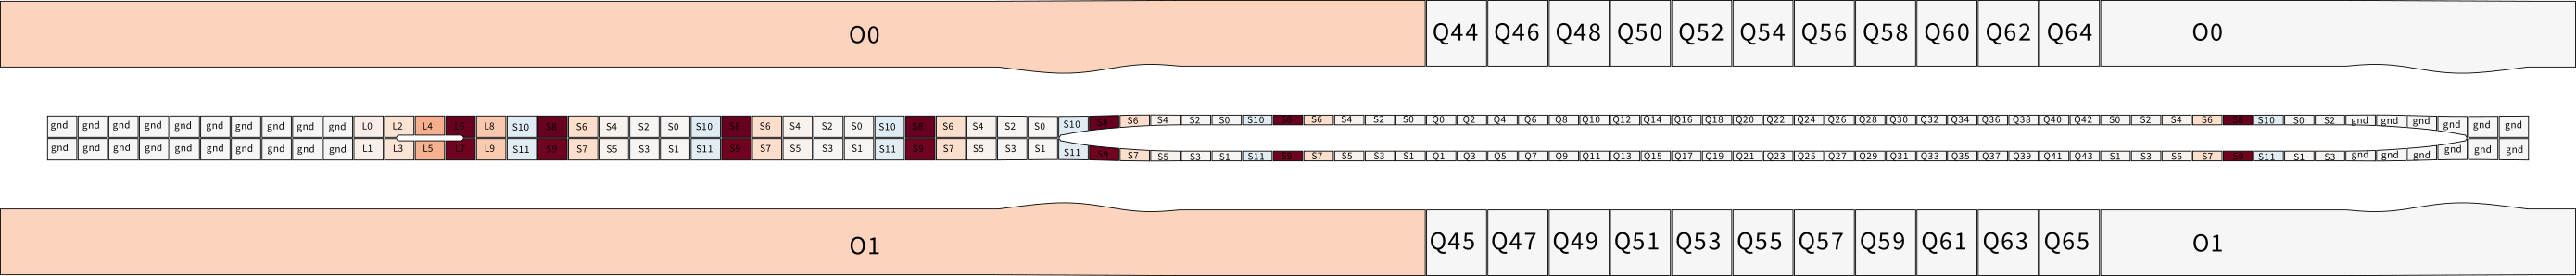 O0 Q44 Q46 Q48 Q50 Q52 Q54 Q56 Q58 Q60 Q62 Q64 O0
gnd gnd gnd gnd gnd gnd gnd gnd gnd gnd L0 L2 L4 L6 L8 S10 S8 S6 S4 S2 S0 S10 S8 S6 S4 S2 S0 S10 S8 S6 S4 S2 S0 S10 S8 S6 S4 S2 S0 S10 S8 S6 S4 S2 S0 Q0 Q2 Q4 Q6 Q8 Q10 Q12 Q14 Q16 Q18 Q20 Q22 Q24 Q26 Q28 Q30 Q32 Q34 Q36 Q38 Q40 Q42 S0 S2 S4 S6 S8 S10 S0 S2 gnd gnd gnd gnd gnd gnd
gnd gnd gnd gnd gnd gnd gnd gnd gnd gnd L1 L3 L5 L7 L9 S11 S9 S7 S5 S3 S1 S11 S9 S7 S5 S3 S1 S11 S9 S7 S5 S3 S1 S11 S9 S7 S5 S3 S1 S11 S9 S7 S5 S3 S1 Q1 Q3 Q5 Q7 Q9 Q11 Q13 Q15 Q17 Q19 Q21 Q23 Q25 Q27 Q29 Q31 Q33 Q35 Q37 Q39 Q41 Q43 S1 S3 S5 S7 S9 S11 S1 S3 gnd gnd gnd gnd gnd gnd
O1 Q45 Q47 Q49 Q51 Q53 Q55 Q57 Q59 Q61 Q63 Q65 O1